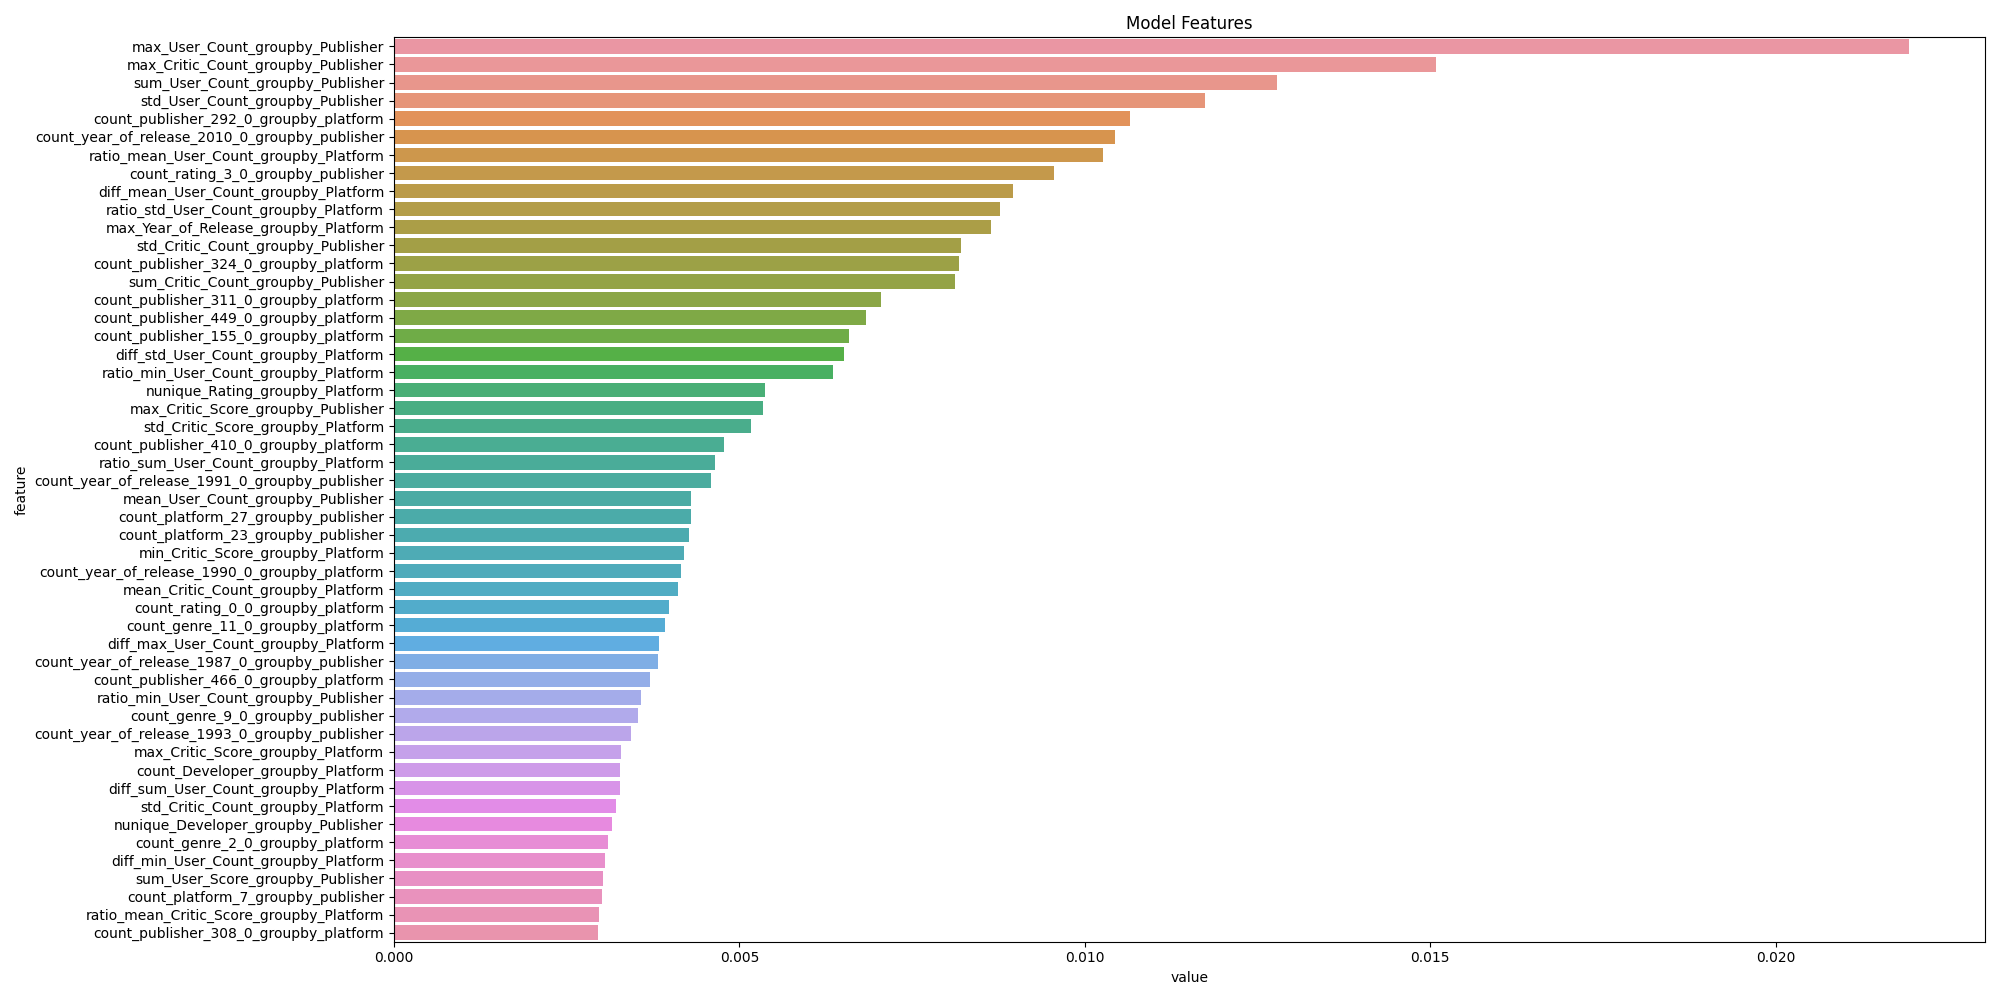 Model Features
max_User_Count_groupby_Publisher
max_Critic_Count_groupby_Publisher
sum_User_Count_groupby_Publisher
std_User_Count_groupby_Publisher
count_publisher_292_0_groupby_platform
count_year_of_release_2010_0_groupby_publisher
ratio_mean_User_Count_groupby_Platform
count_rating_3_0_groupby_publisher
diff_mean_User_Count_groupby_Platform
ratio_std_User_Count_groupby_Platform
max_Year_of_Release_groupby_Platform
std_Critic_Count_groupby_Publisher
count_publisher_324_0_groupby_platform
sum_Critic_Count_groupby_Publisher
count_publisher_311_0_groupby_platform
count_publisher_449_0_groupby_platform
count_publisher_155_0_groupby_platform
diff_std_User_Count_groupby_Platform
ratio_min_User_Count_groupby_Platform
nunique_Rating_groupby_Platform
max_Critic_Score_groupby_Publisher
std_Critic_Score_groupby_Platform
count_publisher_410_0_groupby_platform
ratio_sum_User_Count_groupby_Platform
count_year_of_release_1991_0_groupby_publisher
mean_User_Count_groupby_Publisher
count_platform_27_groupby_publisher
count_platform_23_groupby_publisher
min_Critic_Score_groupby_Platform
count_year_of_release_1990_0_groupby_platform
mean_Critic_Count_groupby_Platform
count_rating_0_0_groupby_platform
count_genre_11_0_groupby_platform
diff_max_User_Count_groupby_Platform
count_year_of_release_1987_0_groupby_publisher
count_publisher_466_0_groupby_platform
ratio_min_User_Count_groupby_Publisher
count_genre_9_0_groupby_publisher
count_year_of_release_1993_0_groupby_publisher
max_Critic_Score_groupby_Platform
count_Developer_groupby_Platform
diff_sum_User_Count_groupby_Platform
std_Critic_Count_groupby_Platform
nunique_Developer_groupby_Publisher
count_genre_2_0_groupby_platform
diff_min_User_Count_groupby_Platform
sum_User_Score_groupby_Publisher
count_platform_7_groupby_publisher
ratio_mean_Critic_Score_groupby_Platform
count_publisher_308_0_groupby_platform
feature
0.000 0.005 0.010 0.015 0.020
value